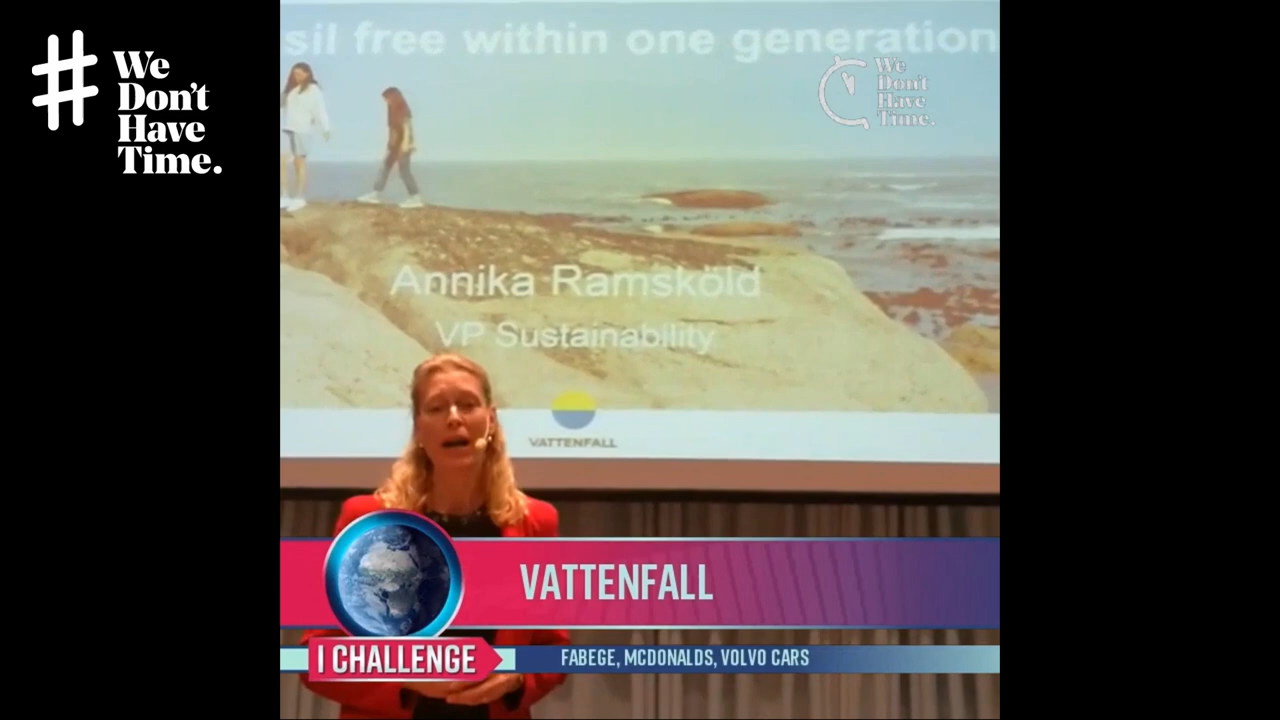 #
We
Don't
Have
Time.
sil free within one generation
We
Don't
Have
Time.
Annika Ramsköld
VP Sustainability
VATTENFALL
VATTENFALL
I CHALLENGE
FABEGE, MCDONALDS, VOLVO CARS